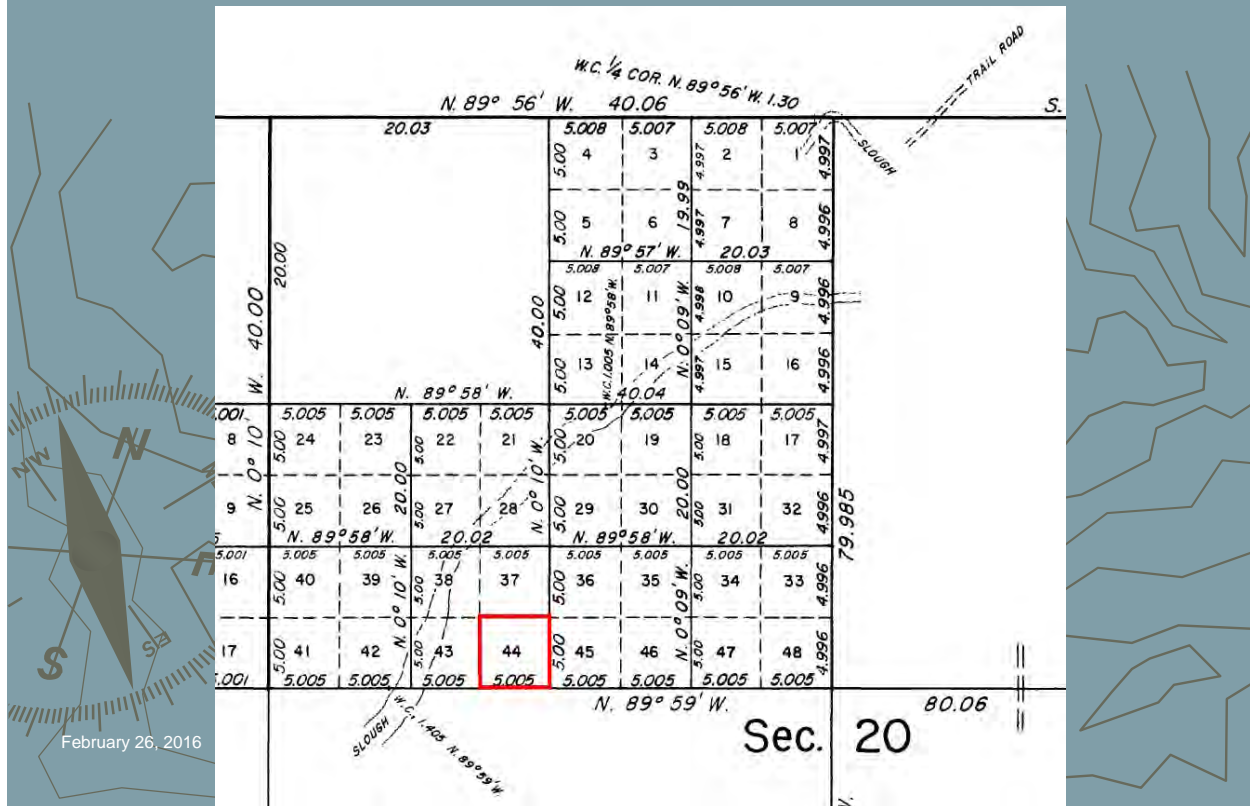 TRAIL ROAD
W.C. 1/4 COR. N. 89° 56' W. 1.30
N. 89° 56' W. 40.06
S.
20.03 5.008 5.007 5.008 5.007
5.00 4 3 4.997 2 1 4.997
SLOUGH
5.00 5 6 19.99 4.997 7 8 4.996
N. 89° 57' W. 20.03
20.00
5.008 5.007 5.008 5.007
W. 40.00 40.00 5.00 12 11 4.998 10 9 4.996
W.C. 1.005 N. 89° 58' W.
N. 0° 09' W.
5.00 13 14 4.997 15 16 4.996
N. 89° 58' W. 40.04
.001 5.005 5.005 5.005 5.005 5.005 5.005 5.005 5.005
8 5.00 24 23 5.00 22 21 5.00 20 19 5.00 18 17 4.997
N. 0° 10' 20.00 N. 0° 10' W. 20.00
9 5.00 25 26 5.00 27 28 5.00 29 30 5.00 31 32 4.996
79.985
N. 89° 58' W. 20.02 N. 89° 58' W. 20.02
5.001 5.005 5.005 5.005 5.005 5.005 5.005 5.005 5.005
16 5.00 40 39 5.00 38 37 5.00 36 35 5.00 34 33 4.996
N. 0° 10' W. N. 0° 09' W.
17 5.00 41 42 5.00 43 44 5.00 45 46 5.00 47 48 4.996
.001 5.005 5.005 5.005 5.005 5.005 5.005 5.005 5.005
N. 89° 59' W. 80.06
W.C. 1.405 N. 89° 59' W.
SLOUGH
Sec. 20
N
NW
n
S
SE
February 26, 2016